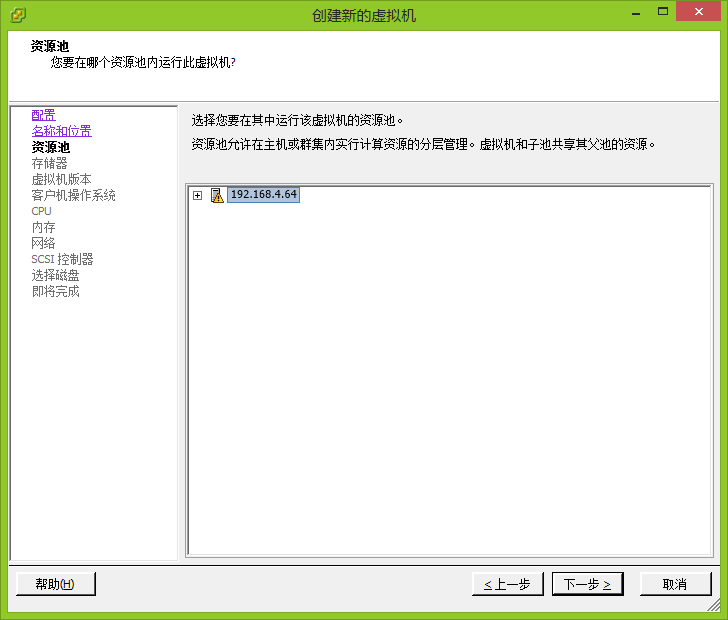 创建新的虚拟机
资源池
您要在哪个资源池内运行此虚拟机?
配置
名称和位置
资源池
存储器
虚拟机版本
客户机操作系统
CPU
内存
网络
SCSI 控制器
选择磁盘
即将完成
选择您要在其中运行该虚拟机的资源池。
资源池允许在主机或群集内实行计算资源的分层管理。虚拟机和子池共享其父池的资源。
192.168.4.64
帮助(H)
< 上一步
下一步 >
取消